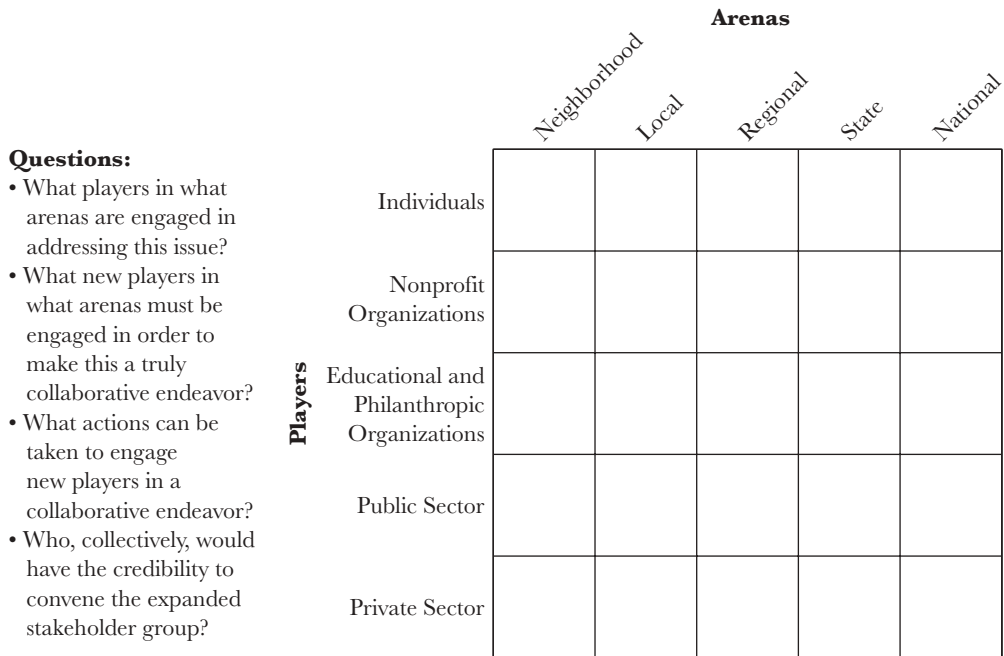 Arenas
Neighborhood
Local
Regional
State
National
Questions:
• What players in what
arenas are engaged in
addressing this issue?
• What new players in
what arenas must be
engaged in order to
make this a truly
collaborative endeavor?
• What actions can be
taken to engage
new players in a
collaborative endeavor?
• Who, collectively, would
have the credibility to
convene the expanded
stakeholder group?
Players
Individuals
Nonprofit
Organizations
Educational and
Philanthropic
Organizations
Public Sector
Private Sector